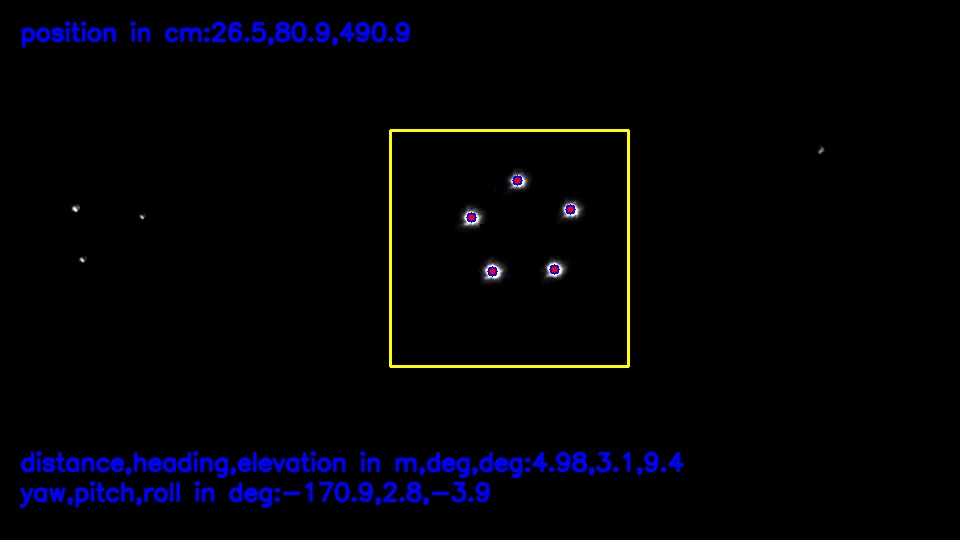 position in cm:26.5,80.9,490.9
distance,heading,elevation in m,deg,deg:4.98,3.1,9.4
yaw,pitch,roll in deg:-170.9,2.8,-3.9